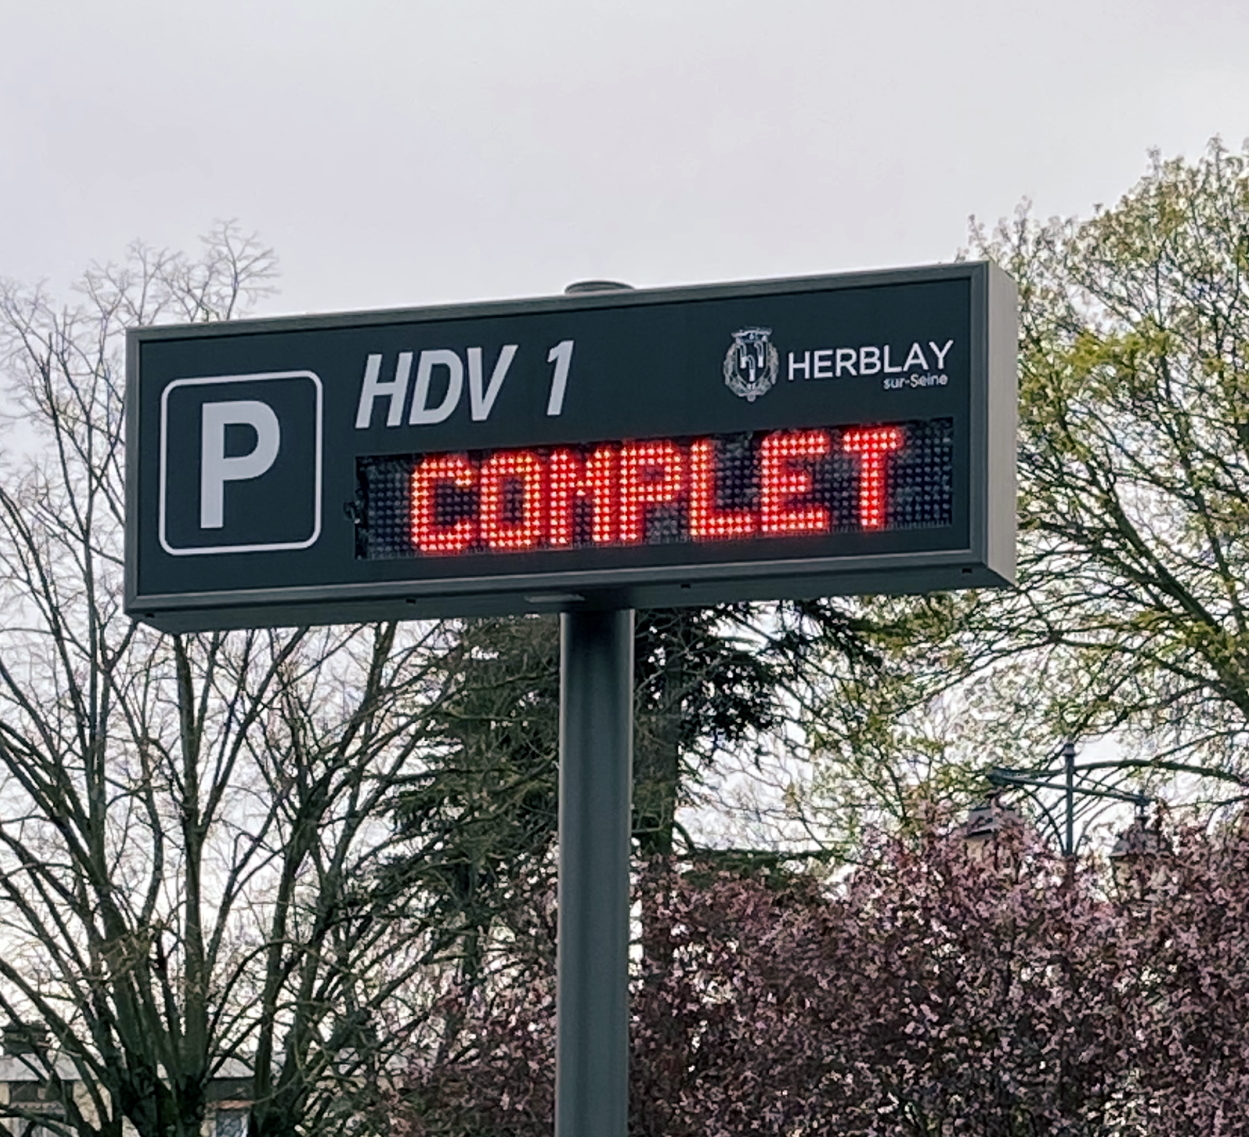 P
HDV 1
HERBLAY
sur-Seine
COMPLET